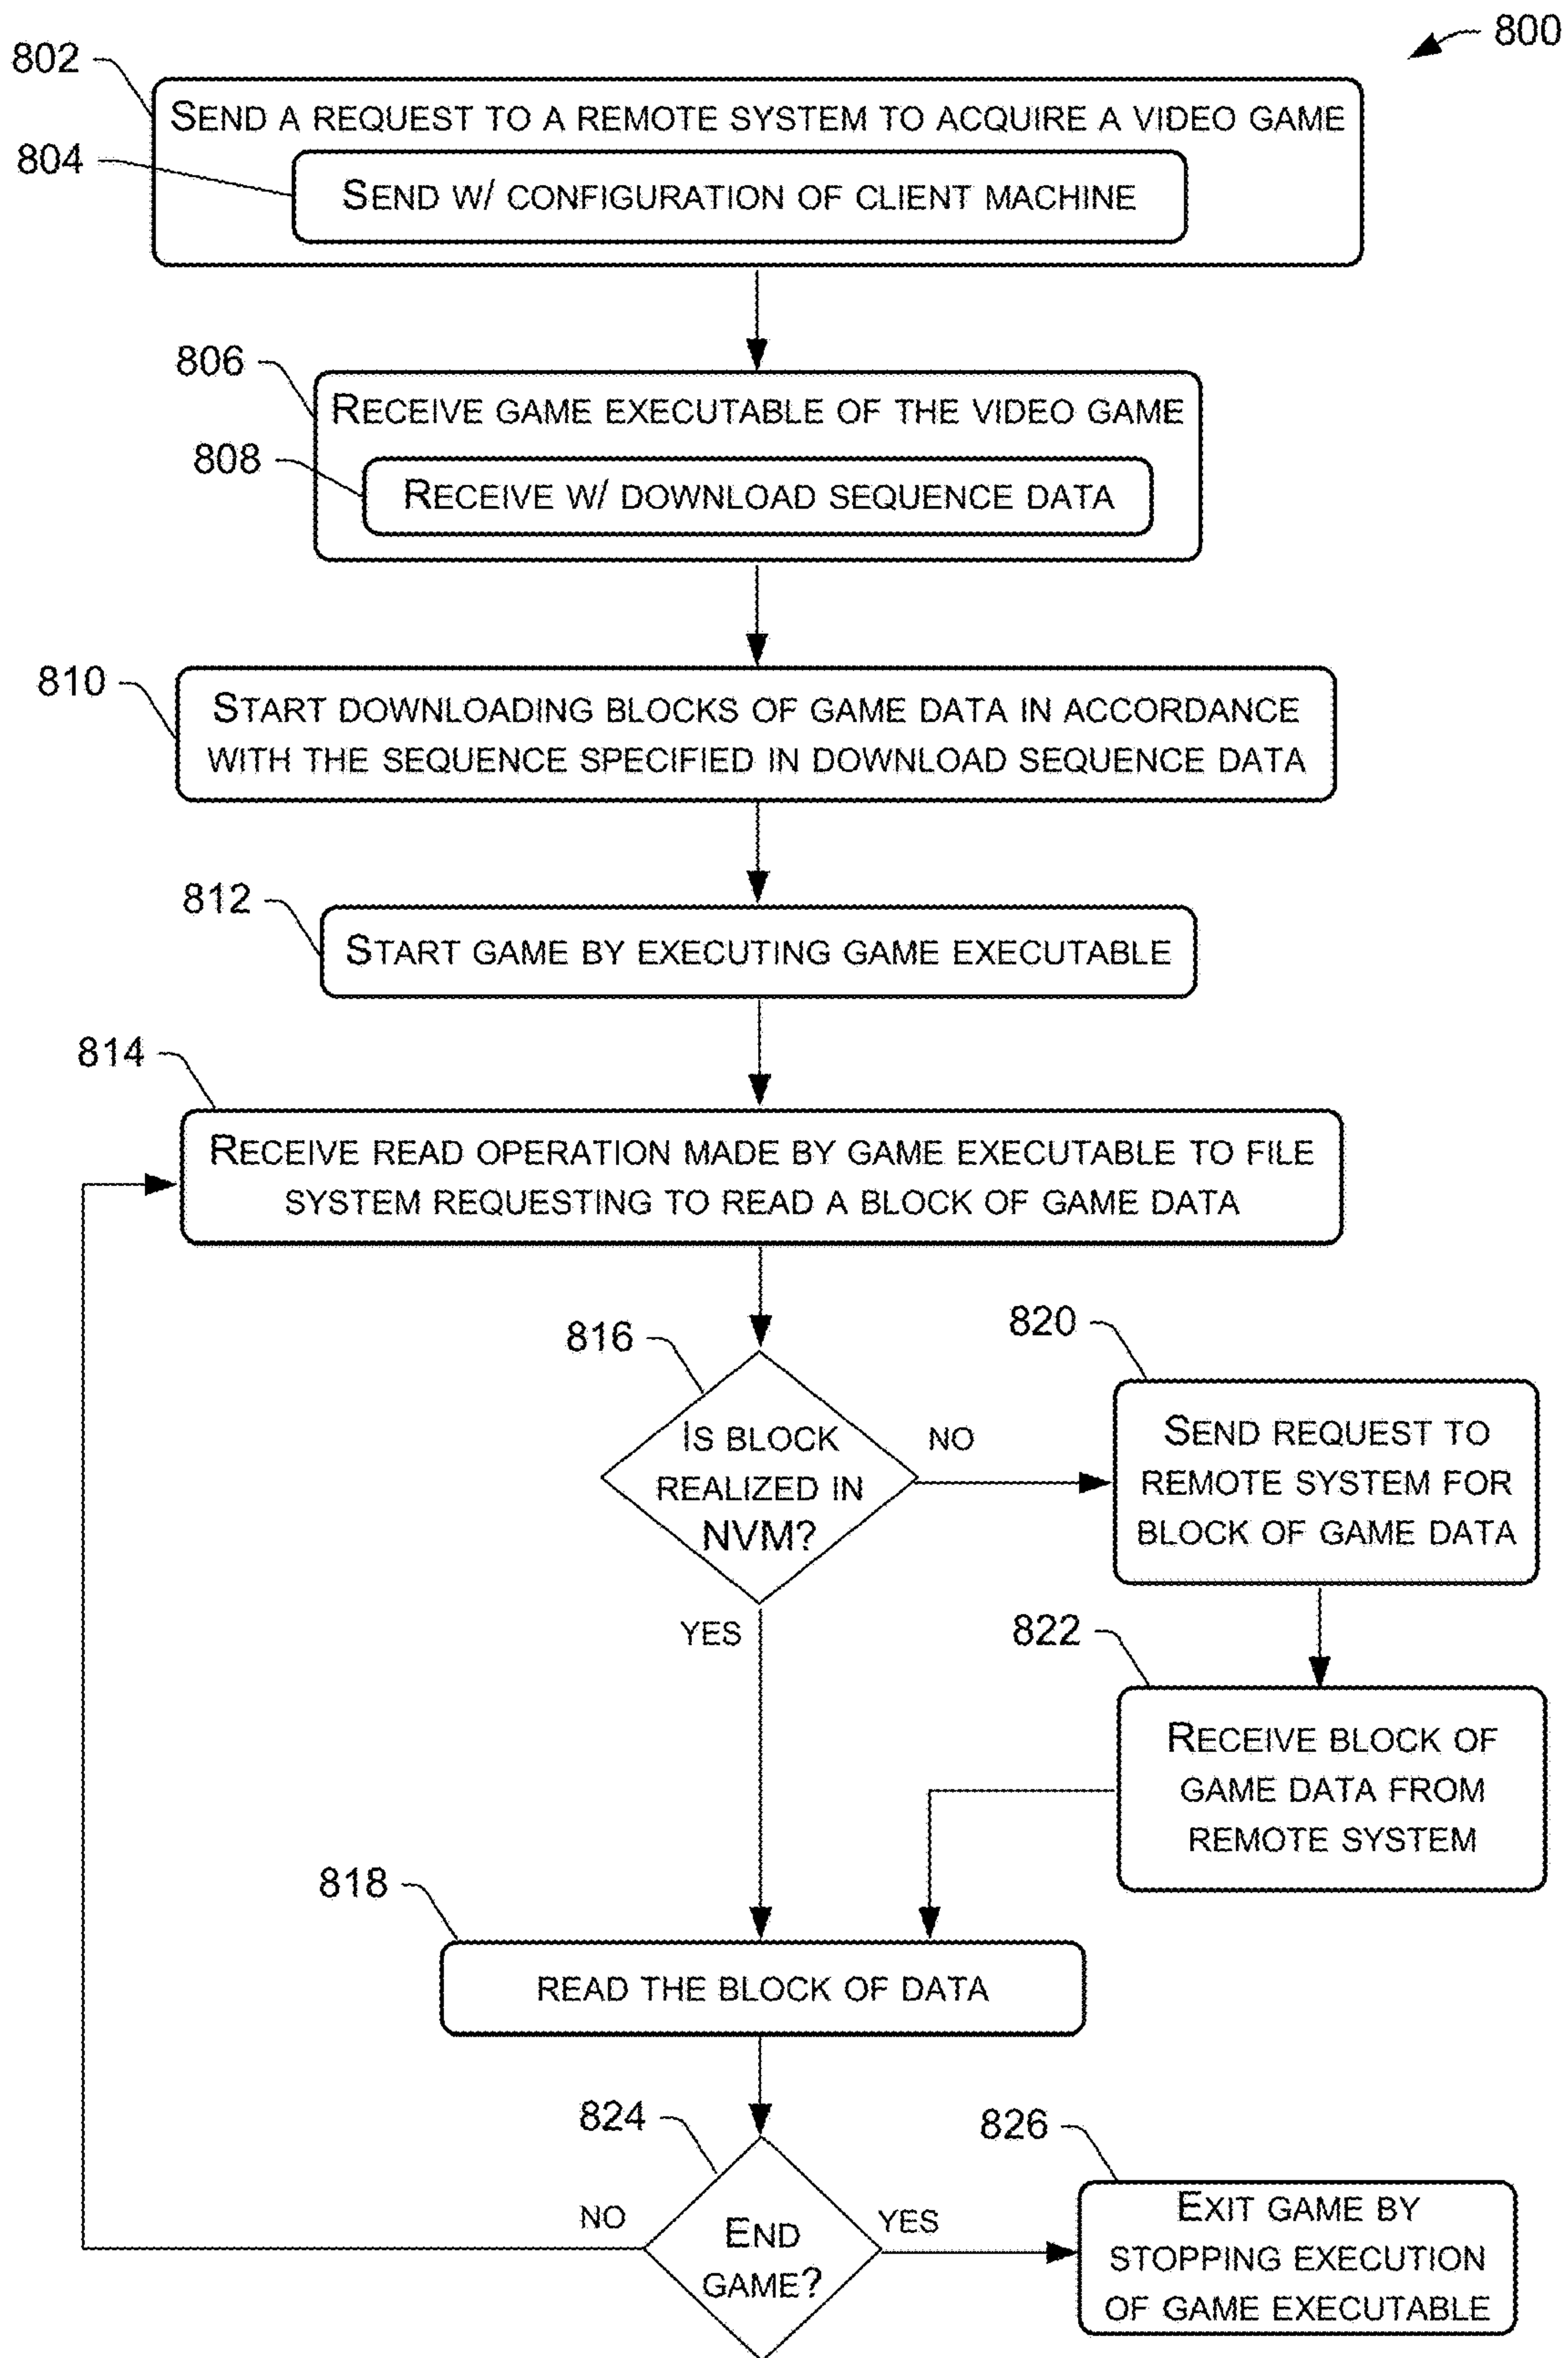 800
802
SEND A REQUEST TO A REMOTE SYSTEM TO ACQUIRE A VIDEO GAME
804
SEND W/ CONFIGURATION OF CLIENT MACHINE
806
RECEIVE GAME EXECUTABLE OF THE VIDEO GAME
808
RECEIVE W/ DOWNLOAD SEQUENCE DATA
810
START DOWNLOADING BLOCKS OF GAME DATA IN ACCORDANCE
WITH THE SEQUENCE SPECIFIED IN DOWNLOAD SEQUENCE DATA
812
START GAME BY EXECUTING GAME EXECUTABLE
814
RECEIVE READ OPERATION MADE BY GAME EXECUTABLE TO FILE
SYSTEM REQUESTING TO READ A BLOCK OF GAME DATA
816
IS BLOCK
REALIZED IN
NVM?
NO
YES
820
SEND REQUEST TO
REMOTE SYSTEM FOR
BLOCK OF GAME DATA
822
RECEIVE BLOCK OF
GAME DATA FROM
REMOTE SYSTEM
818
READ THE BLOCK OF DATA
824
END
GAME?
NO
YES
826
EXIT GAME BY
STOPPING EXECUTION
OF GAME EXECUTABLE